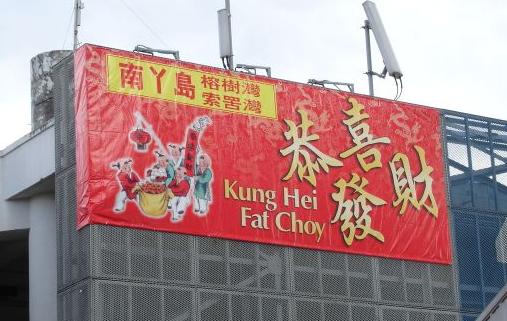 南丫島 榕樹灣
索罟灣
恭喜發財
Kung Hei
Fat Choy